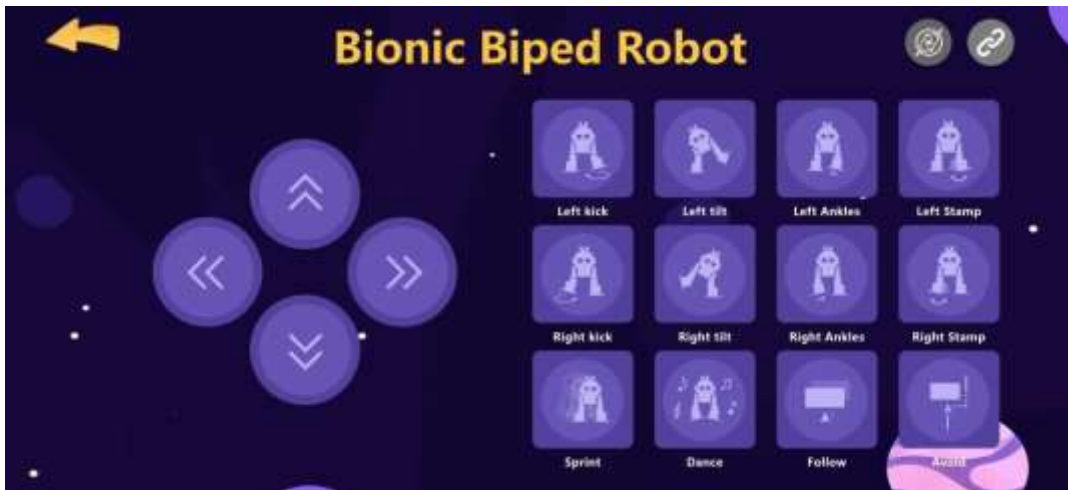 Bionic Biped Robot
Left kick Left tilt Left Ankles Left Stamp
Right kick Right tilt Right Ankles Right Stamp
Sprint Dance Follow Avoid